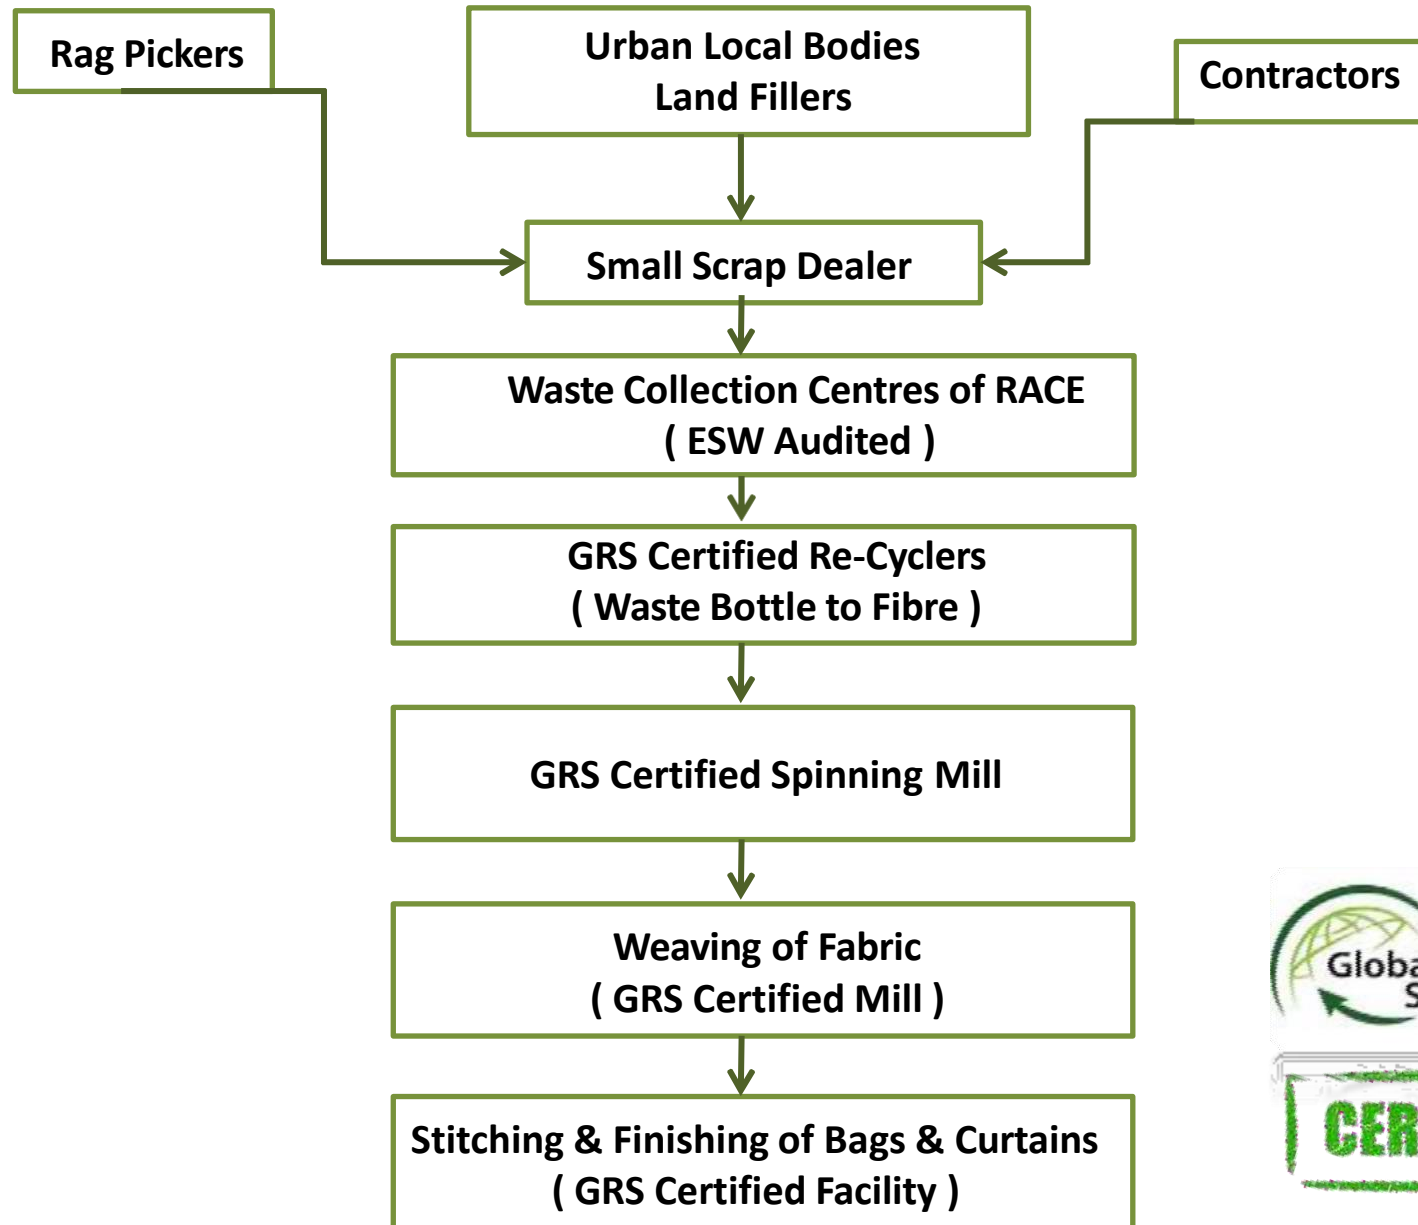 Rag Pickers
Urban Local Bodies
Land Fillers
Contractors
Small Scrap Dealer
Waste Collection Centres of RACE
( ESW Audited )
GRS Certified Re-Cyclers
( Waste Bottle to Fibre )
GRS Certified Spinning Mill
Weaving of Fabric
( GRS Certified Mill )
Stitching & Finishing of Bags & Curtains
( GRS Certified Facility )